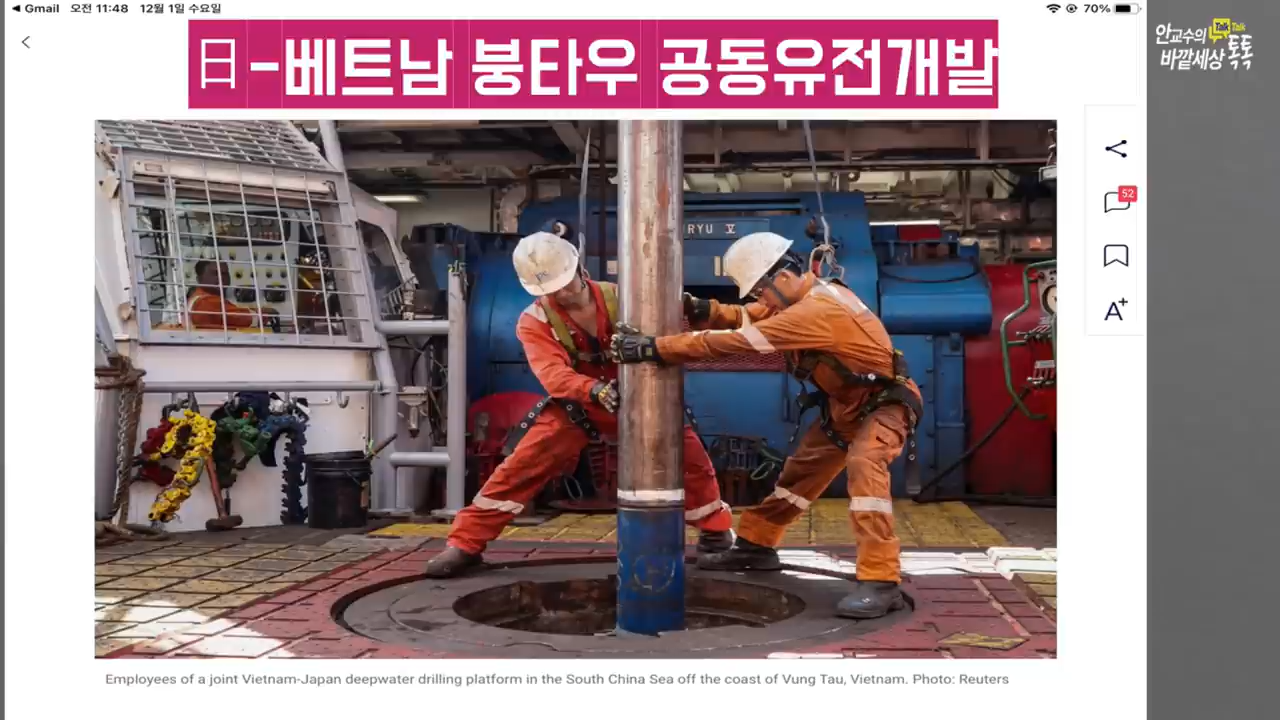 ◀ Gmail 오전 11:48 12월 1일 수요일
70%
안교수의 Talk Talk
바깥세상 톡톡
日-베트남 붕타우 공동유전개발
52
A+
RYU V
Employees of a joint Vietnam-Japan deepwater drilling platform in the South China Sea off the coast of Vung Tau, Vietnam. Photo: Reuters